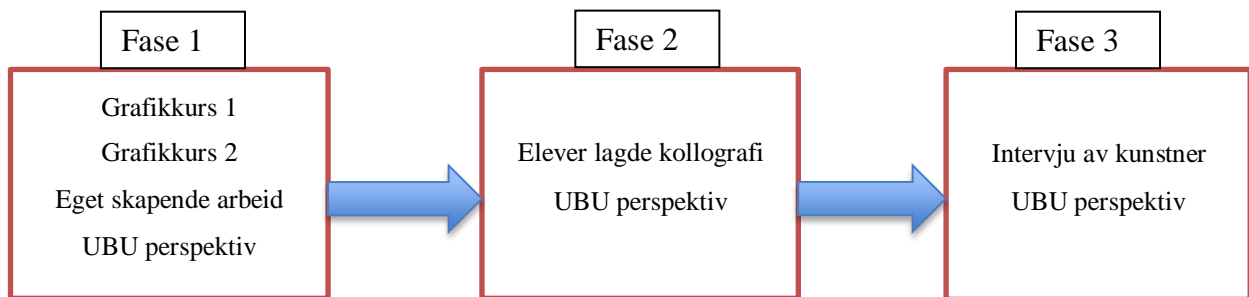 Fase 1
Grafikkurs 1
Grafikkurs 2
Eget skapende arbeid
UBU perspektiv
Fase 2
Elever lagde kollografi
UBU perspektiv
Fase 3
Intervju av kunstner
UBU perspektiv